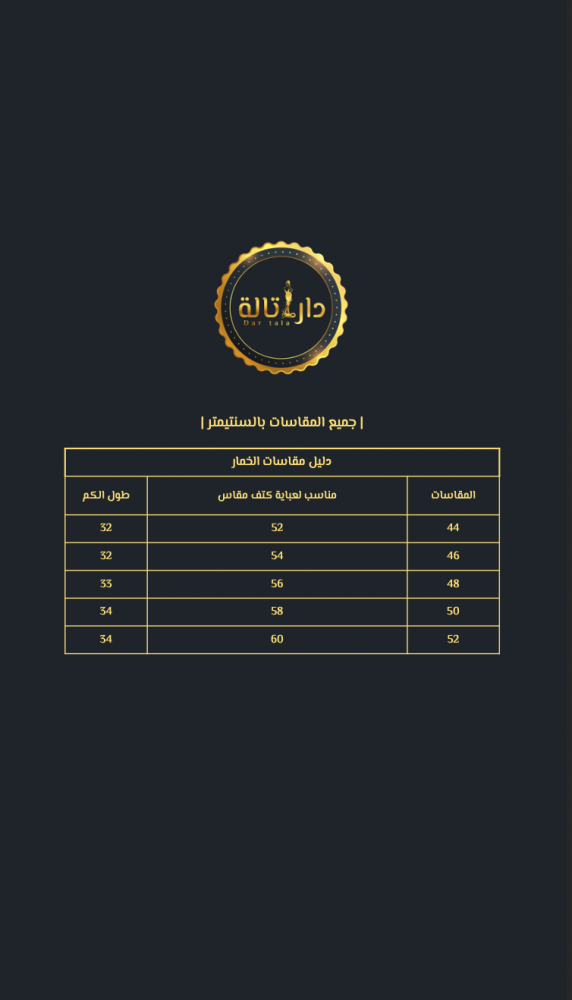 دار تالة
Dar tala
| جميع المقاسات بالسنتيمتر |
دليل مقاسات الخمار
المقاسات مناسب لعباية كتف مقاس طول الكم
44 52 32
46 54 32
48 56 33
50 58 34
52 60 34